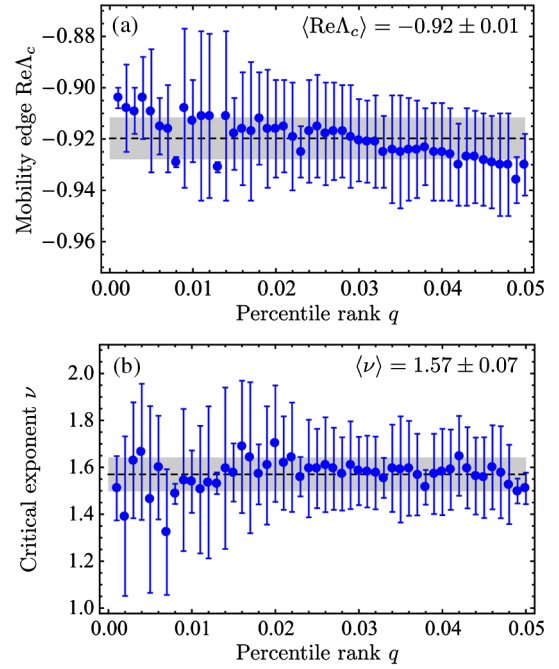 (a) ⟨ReΛ_c⟩ = −0.92 ± 0.01
Mobility edge ReΛ_c
−0.88
−0.90
−0.92
−0.94
−0.96
0.00 0.01 0.02 0.03 0.04 0.05
Percentile rank q
(b) ⟨ν⟩ = 1.57 ± 0.07
Critical exponent ν
2.0
1.8
1.6
1.4
1.2
1.0
0.00 0.01 0.02 0.03 0.04 0.05
Percentile rank q